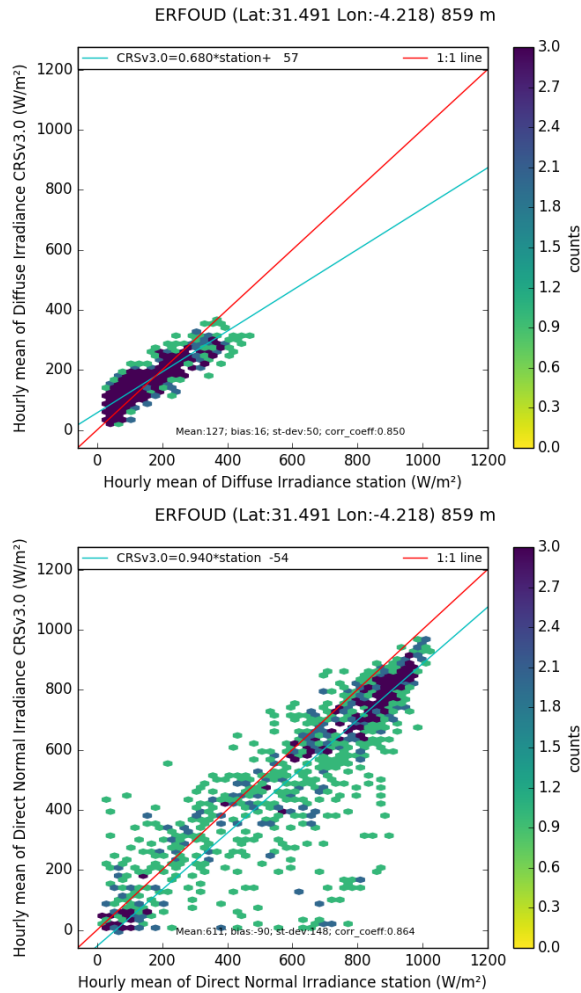 ERFOUD (Lat:31.491 Lon:-4.218) 859 m
CRSv3.0=0.680*station+ 57
1:1 line
Hourly mean of Diffuse Irradiance CRSv3.0 (W/m²)
1200
1000
800
600
400
200
0
Mean:127; bias:16; st-dev:50; corr_coeff:0.850
0 200 400 600 800 1000 1200
Hourly mean of Diffuse Irradiance station (W/m²)
3.0
2.7
2.4
2.1
1.8
1.5
1.2
0.9
0.6
0.3
0.0
counts
ERFOUD (Lat:31.491 Lon:-4.218) 859 m
CRSv3.0=0.940*station -54
1:1 line
Hourly mean of Direct Normal Irradiance CRSv3.0 (W/m²)
1200
1000
800
600
400
200
0
Mean:611; bias:-90; st-dev:148; corr_coeff:0.864
0 200 400 600 800 1000 1200
Hourly mean of Direct Normal Irradiance station (W/m²)
3.0
2.7
2.4
2.1
1.8
1.5
1.2
0.9
0.6
0.3
0.0
counts